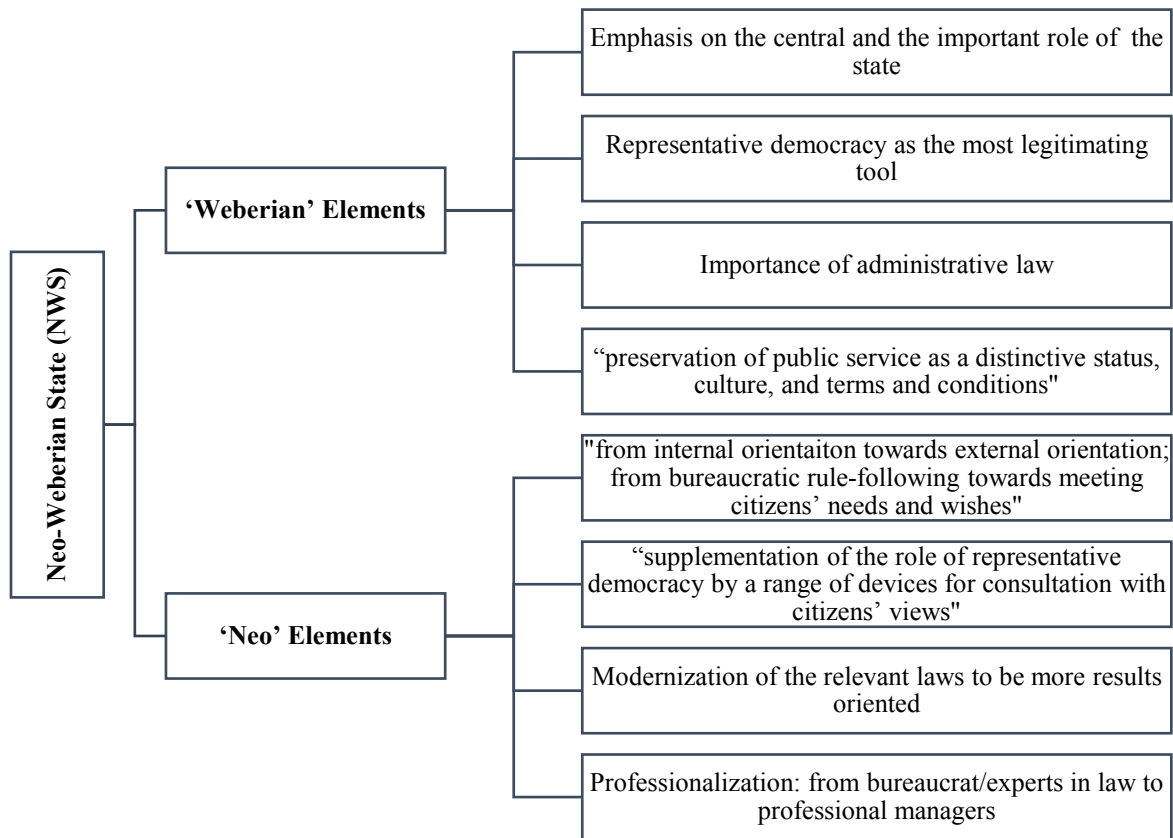 Neo-Weberian State (NWS)
‘Weberian’ Elements
Emphasis on the central and the important role of the
state
Representative democracy as the most legitimating
tool
Importance of administrative law
“preservation of public service as a distinctive status,
culture, and terms and conditions"
‘Neo’ Elements
"from internal orientaiton towards external orientation;
from bureaucratic rule-following towards meeting
citizens’ needs and wishes"
“supplementation of the role of representative
democracy by a range of devices for consultation with
citizens’ views"
Modernization of the relevant laws to be more results
oriented
Professionalization: from bureaucrat/experts in law to
professional managers